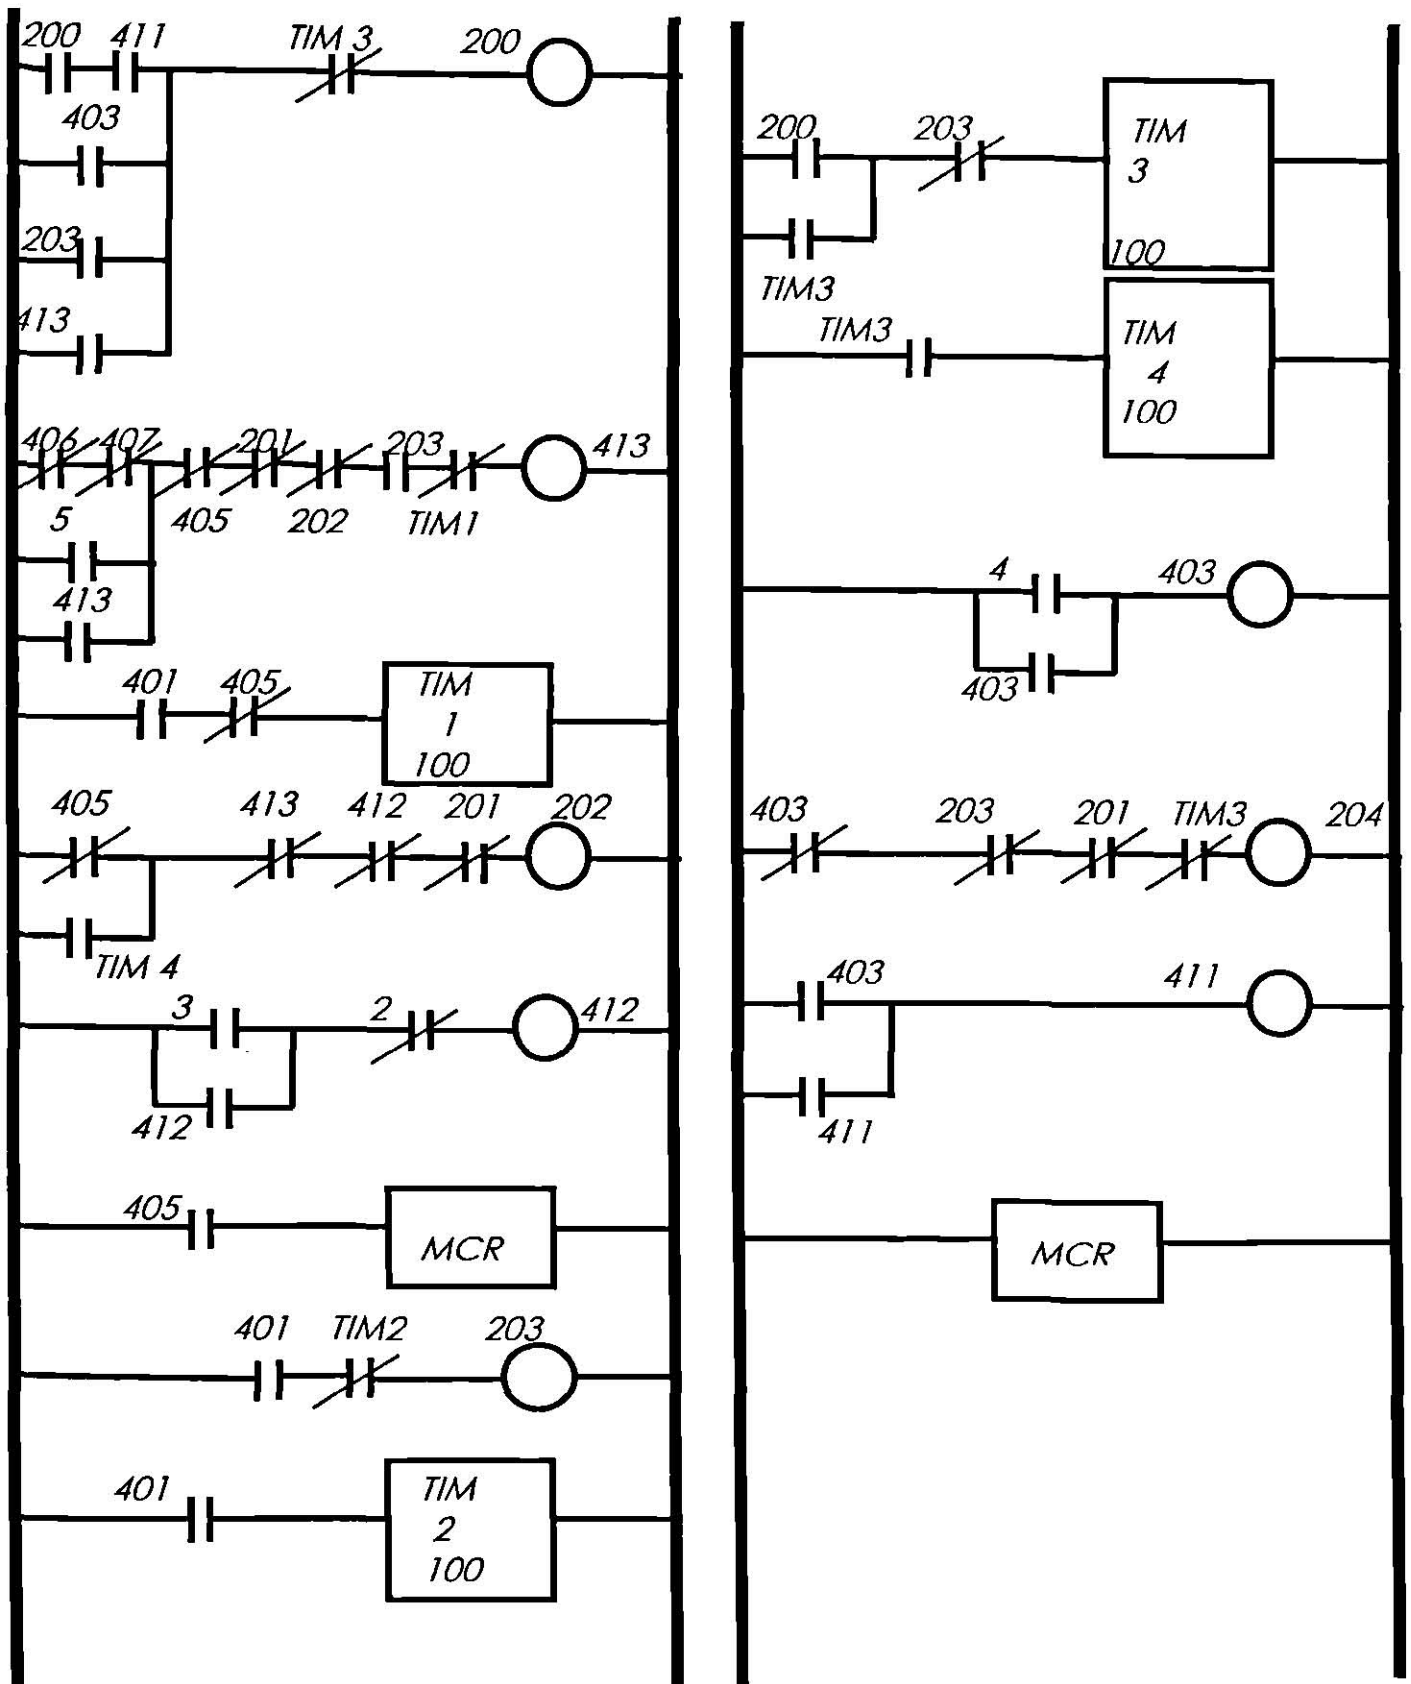 200 411 TIM 3 200
403
203
413
406 407 201 203 413
5 405 202 TIM1
413
401 405 TIM
1
100
405 413 412 201 202
TIM 4
3 2 412
412
405 MCR
401 TIM2 203
401 TIM
2
100
200 203 TIM
3
100
TIM3
TIM3 TIM
4
100
4 403
403
403 203 201 TIM3 204
403 411
411
MCR